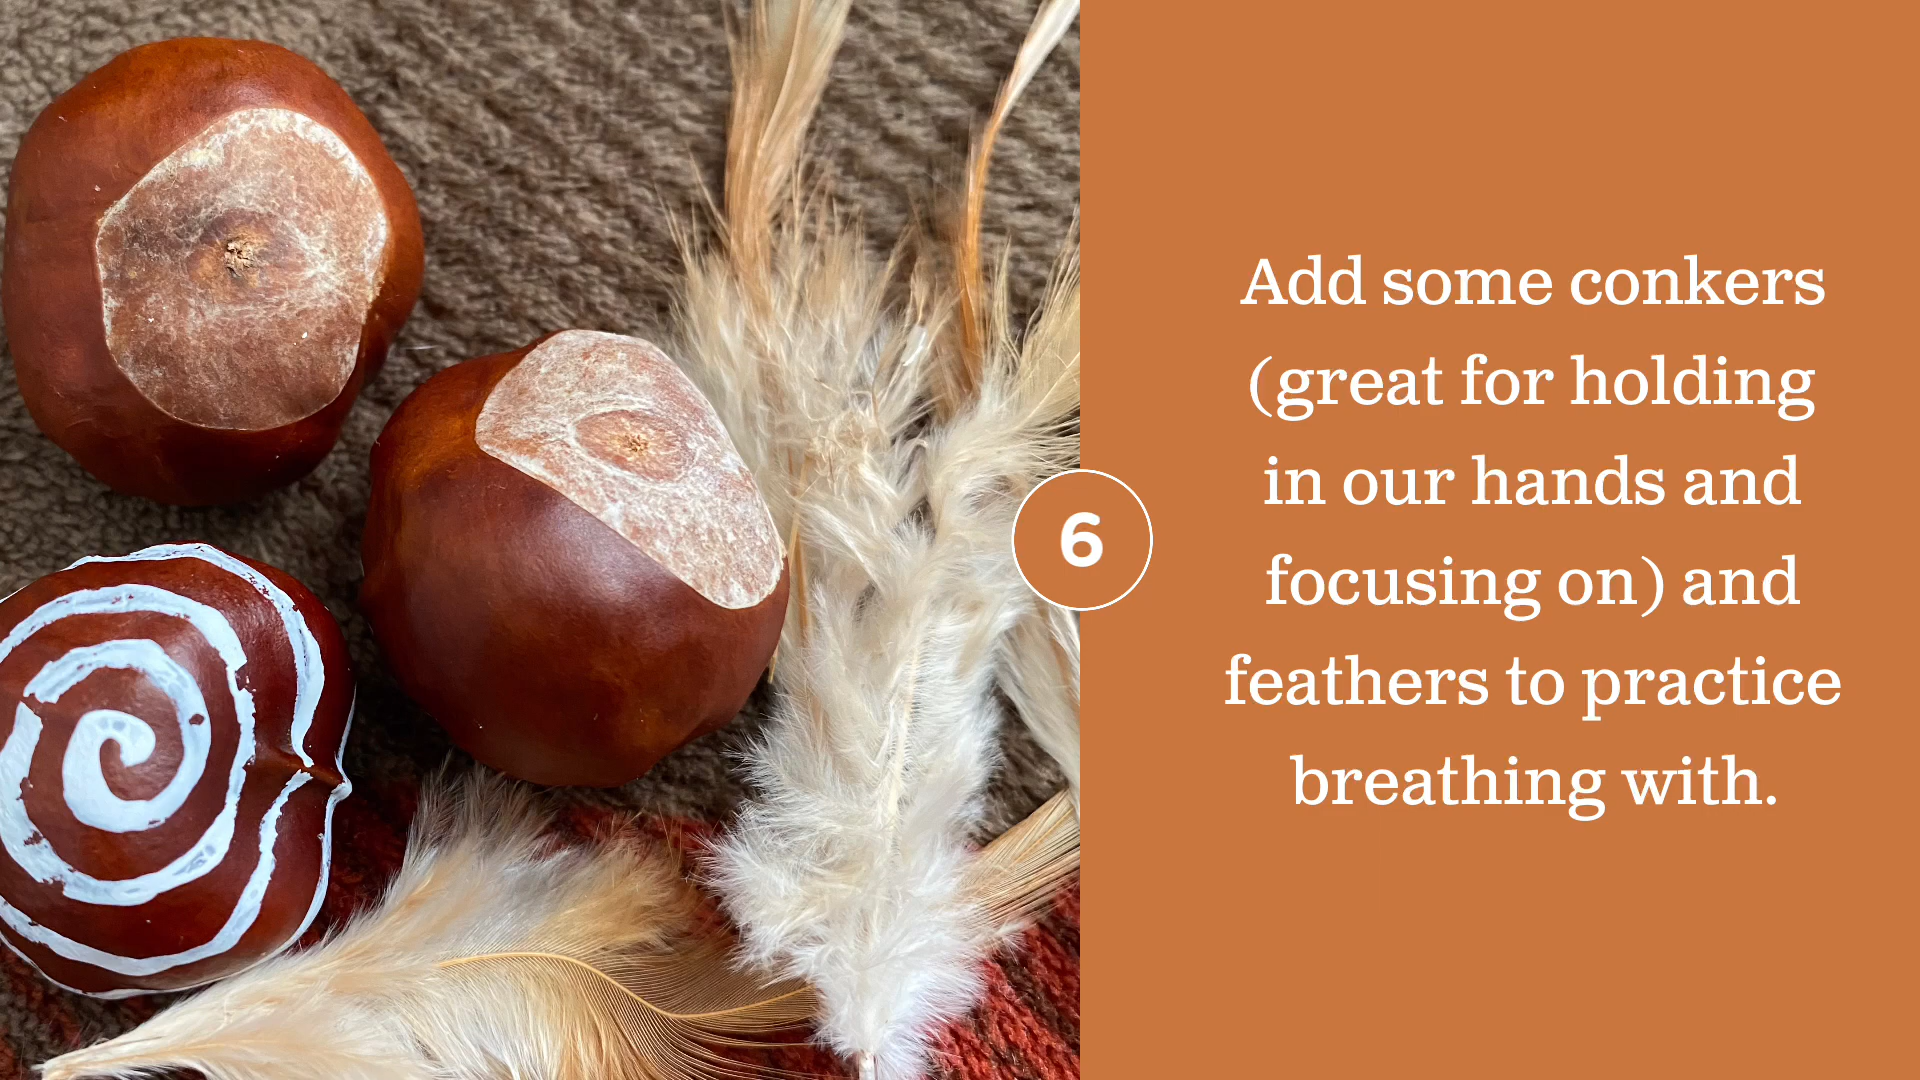 6
Add some conkers
(great for holding
in our hands and
focusing on) and
feathers to practice
breathing with.